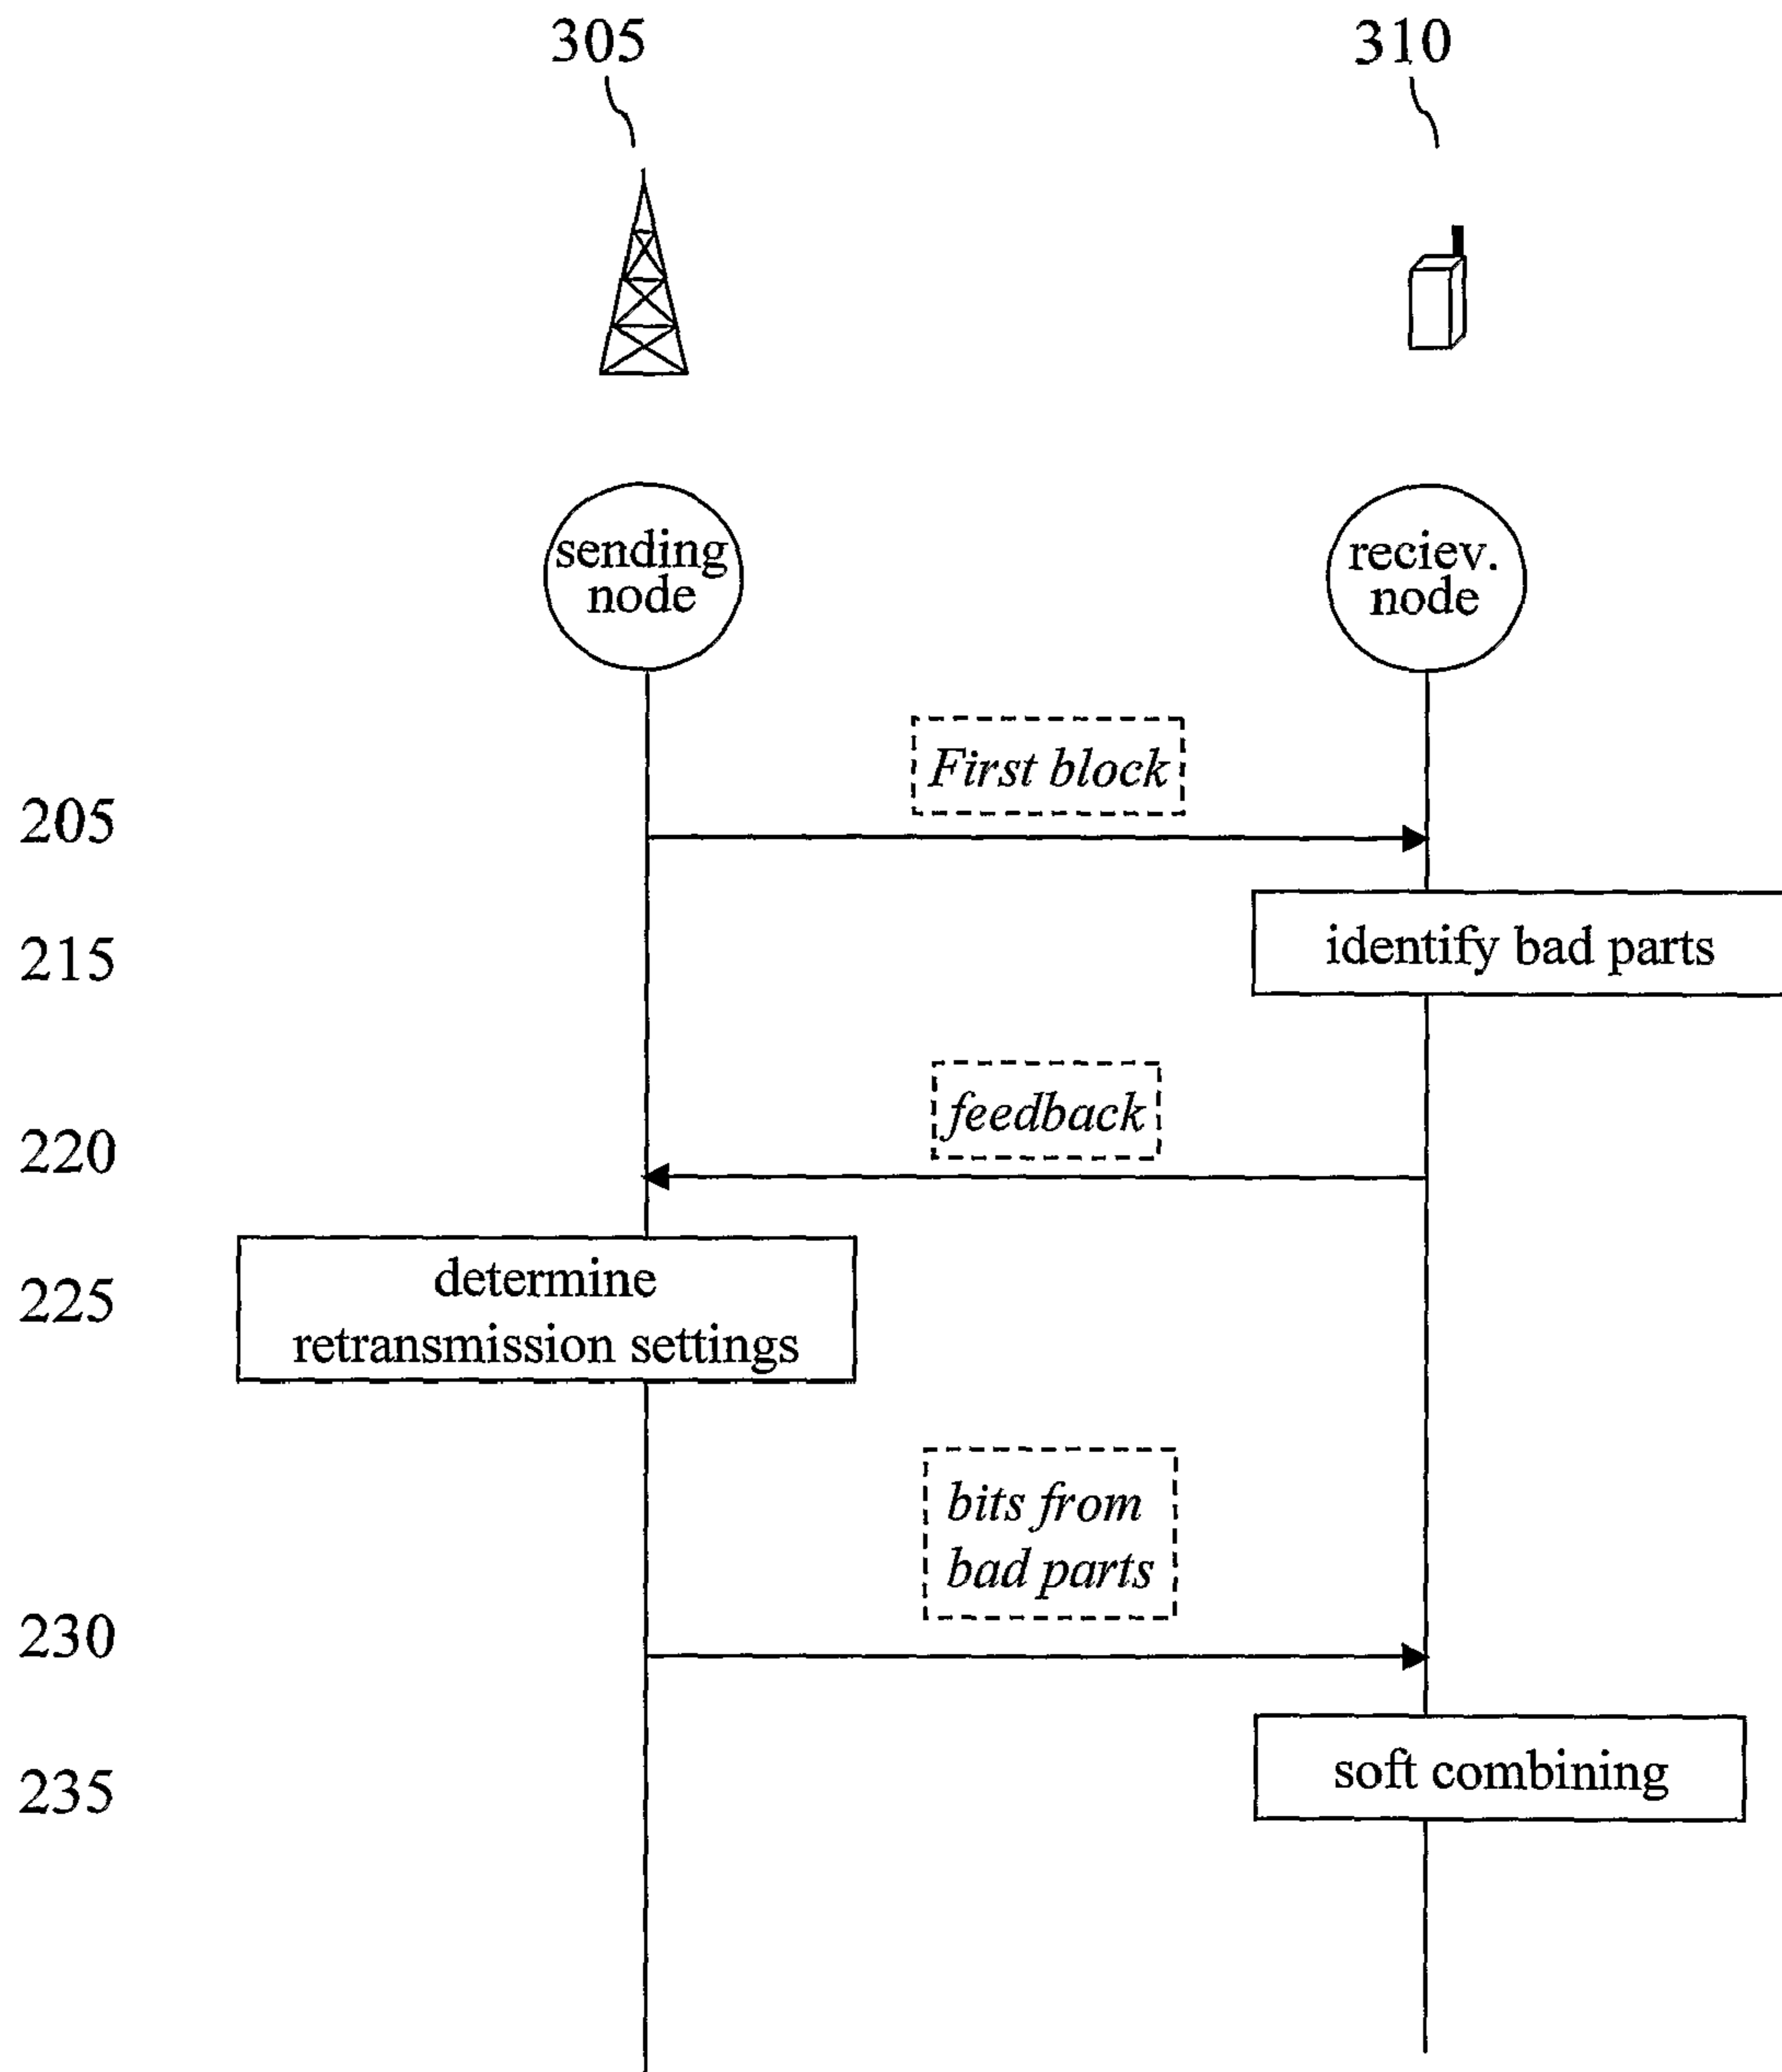 305
310
sending
node
reciev.
node
First block
205
identify bad parts
215
feedback
220
determine
retransmission settings
225
bits from
bad parts
230
soft combining
235